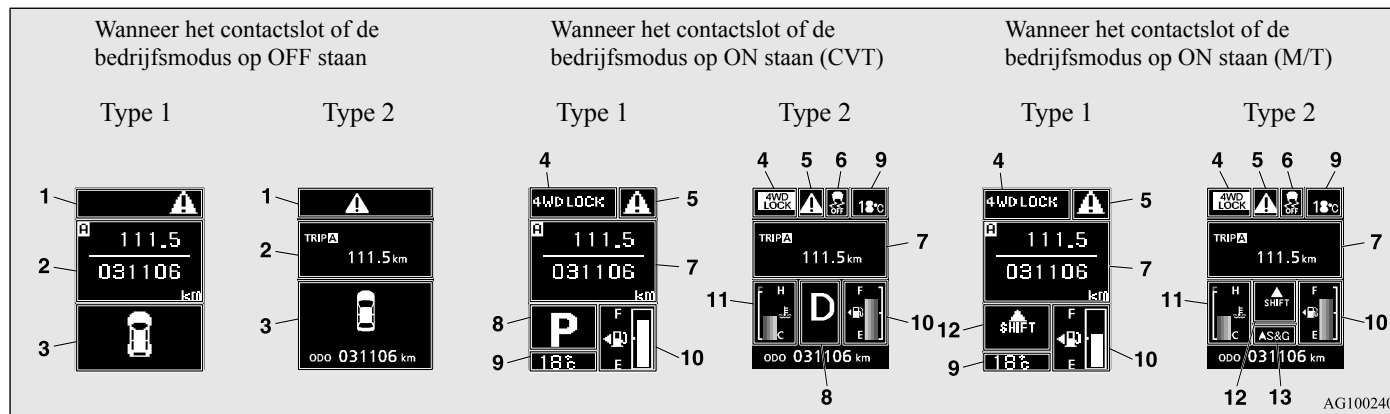 Wanneer het contactslot of de
bedrijfsmodus op OFF staan
Wanneer het contactslot of de
bedrijfsmodus op ON staan (CVT)
Wanneer het contactslot of de
bedrijfsmodus op ON staan (M/T)
Type 1
Type 2
Type 1
Type 2
Type 1
Type 2
1
2
3
A
111.5
031106
km
1
2
3
TRIP A
111.5 km
ODO 031106 km
4
4WD LOCK
5
A
111.5
031106
km
7
8
P
9
18°C
F
E
10
4
5
6
9
4WD
LOCK
OFF
18°C
TRIP A
111.5 km
7
11
F
H
C
D
F
E
10
ODO 031106 km
8
4
4WD LOCK
5
A
111.5
031106
km
7
12
SHIFT
9
18°C
F
E
10
4
5
6
9
4WD
LOCK
OFF
18°C
TRIP A
111.5 km
7
11
F
H
C
SHIFT
AS&G
F
E
10
ODO 031106 km
12
13
AG100240